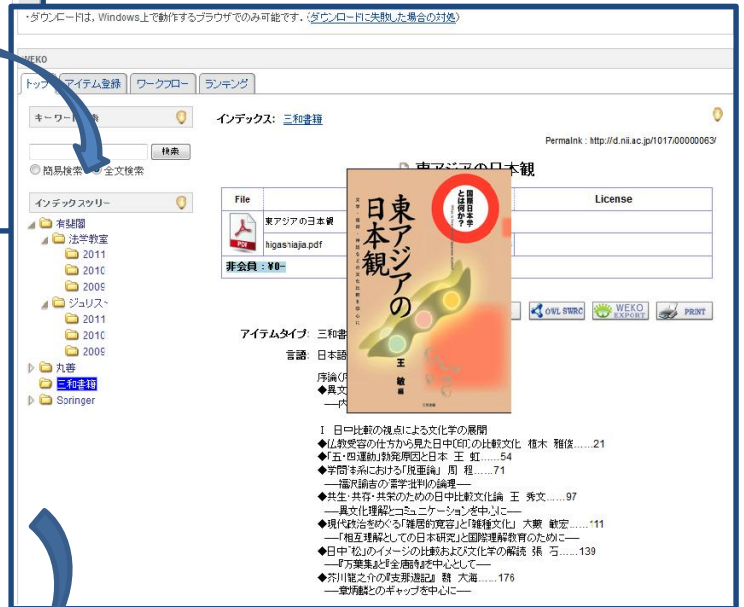 ・ダウンロードは，Windows上で動作するブラウザでのみ可能です．（ダウンロードに失敗した場合の対処）
WEKO
トップ
アイテム登録
ワークフロー
ランキング
検索
簡易検索
全文検索
インデックスツリー
有斐閣
法学教室
2011
2010
2009
ジュリスト
2011
2010
2009
丸善
三和書籍
Springer
インデックス: 三和書籍
Permalink : http://d.nii.ac.jp/1017/00000063/
東アジアの日本観
File
License
東アジアの日本観
higashiajia.pdf
非会員 : ¥0-
国際日本学とは何か?
東アジアの日本観
王 敏 編
三和書籍
OWL SWRC
WEKO EXPORT
PRINT
アイテムタイプ: 三和書
言語: 日本語
◆異文
I 日中比較の視点による文化学の展開
◆仏教受容の仕方から見た日中(印)の比較文化 植木 雅俊……21
◆「五・四運動」勃発原因と日本 王 虹……54
◆学問体系における「脱亜論」 周 程……71
──福沢諭吉の儒学批判の論理──
◆共生・共存・共栄のための日中比較文化論 王 秀文……97
──異文化理解とコミュニケーションを中心に──
◆現代政治をめぐる「雑居的寛容」と「雑種文化」 大藪 敏宏……111
──「相互理解としての日本研究」と国際理解教育のために──
◆日中「松」のイメージの比較および文化学の解読 張 石……139
──『万葉集』と『全唐詩』を中心として──
◆芥川龍之介の『支那遊記』 魏 大海……176
──章炳麟とのギャップを中心に──